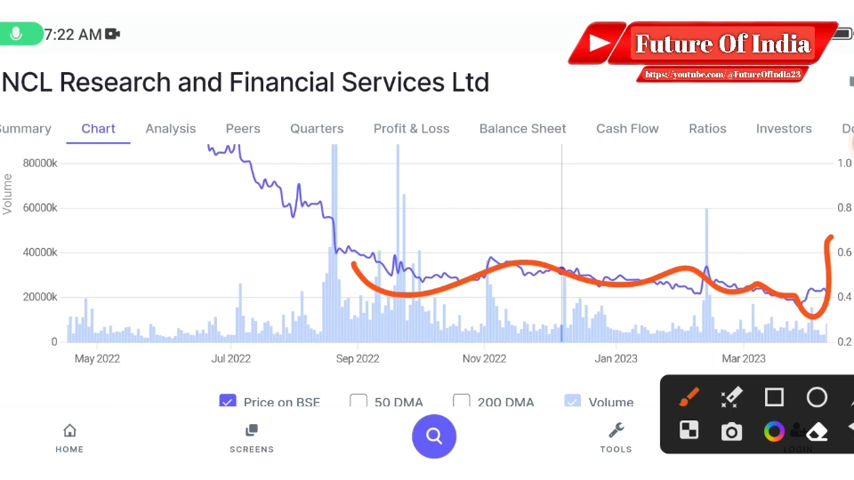 7:22 AM
Future Of India
https://youtube.com/@FutureOfIndia23
NCL Research and Financial Services Ltd
Summary Chart Analysis Peers Quarters Profit & Loss Balance Sheet Cash Flow Ratios Investors Do
80000k 1.0
60000k 0.8
40000k 0.6
20000k 0.4
0 0.2
Volume
May 2022 Jul 2022 Sep 2022 Nov 2022 Jan 2023 Mar 2023
Price on BSE 50 DMA 200 DMA Volume
HOME SCREENS TOOLS LOGIN